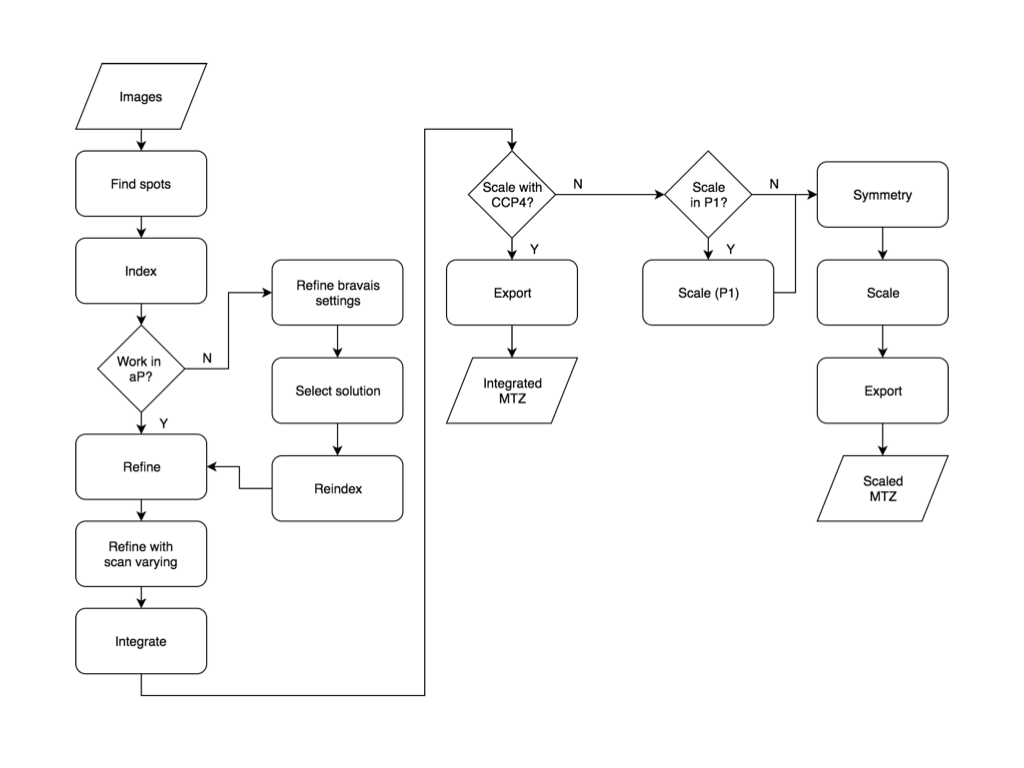 Images
Find spots
Index
Work in
aP?
N
Y
Refine bravais
settings
Select solution
Reindex
Refine
Refine with
scan varying
Integrate
Scale with
CCP4?
N
Y
Export
Integrated
MTZ
Scale
in P1?
N
Y
Scale (P1)
Symmetry
Scale
Export
Scaled
MTZ